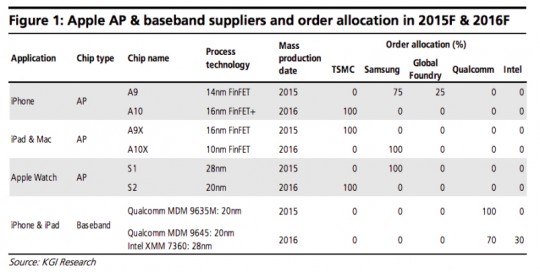 Figure 1: Apple AP & baseband suppliers and order allocation in 2015F & 2016F
Application Chip type Chip name Process technology Mass production date Order allocation (%)
TSMC Samsung Global Foundry Qualcomm Intel
iPhone AP A9 14nm FinFET 2015 0 75 25 0 0
A10 16nm FinFET+ 2016 100 0 0 0 0
iPad & Mac AP A9X 16nm FinFET 2015 100 0 0 0 0
A10X 10nm FinFET 2016 0 100 0 0 0
Apple Watch AP S1 28nm 2015 0 100 0 0 0
S2 20nm 2016 100 0 0 0 0
iPhone & iPad Baseband Qualcomm MDM 9635M: 20nm 2015 0 0 0 100 0
Qualcomm MDM 9645: 20nm
Intel XMM 7360: 28nm 2016 0 0 0 70 30
Source: KGI Research